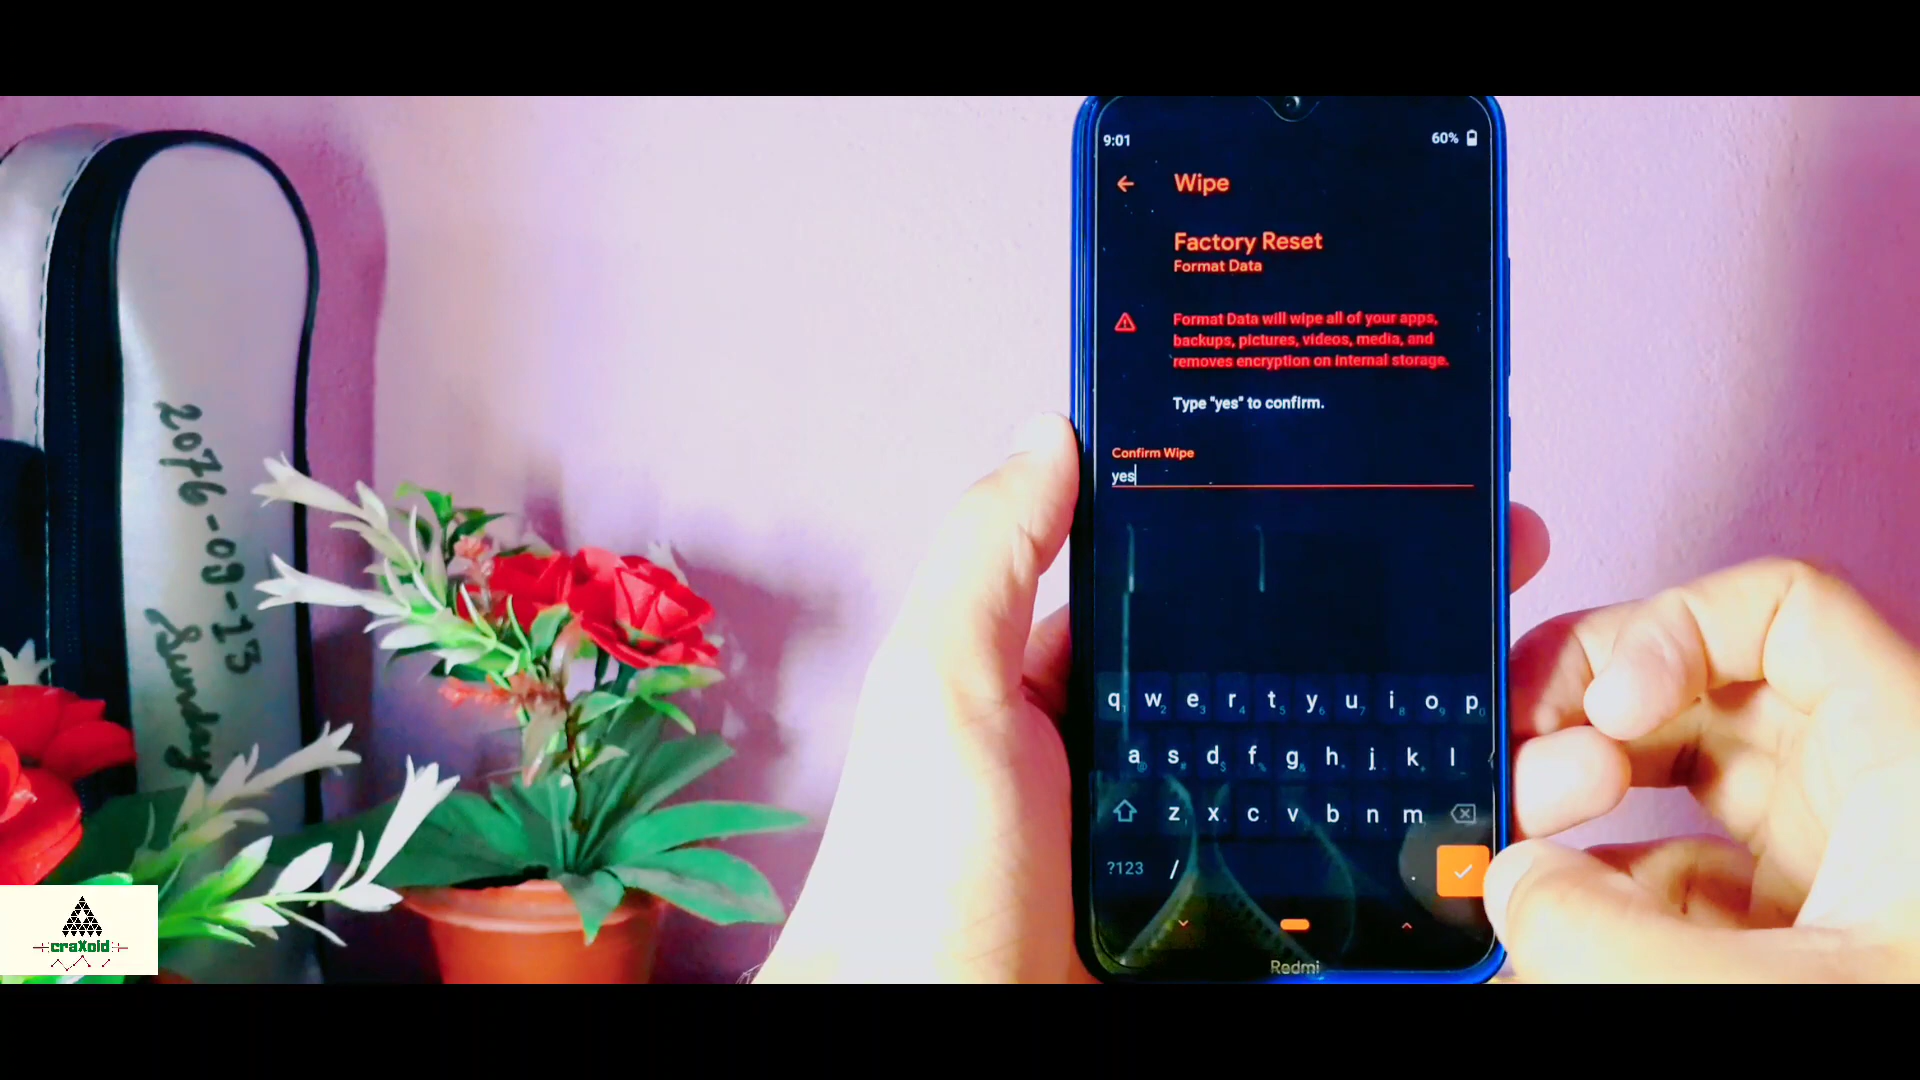 2076-09-13
Sunday
craXoid
9:01
60%
Wipe
Factory Reset
Format Data
Format Data will wipe all of your apps,
backups, pictures, videos, media, and
removes encryption on internal storage.
Type "yes" to confirm.
Confirm Wipe
yes
q w e r t y u i o p
a s d f g h j k l
z x c v b n m
?123 / .
Redmi